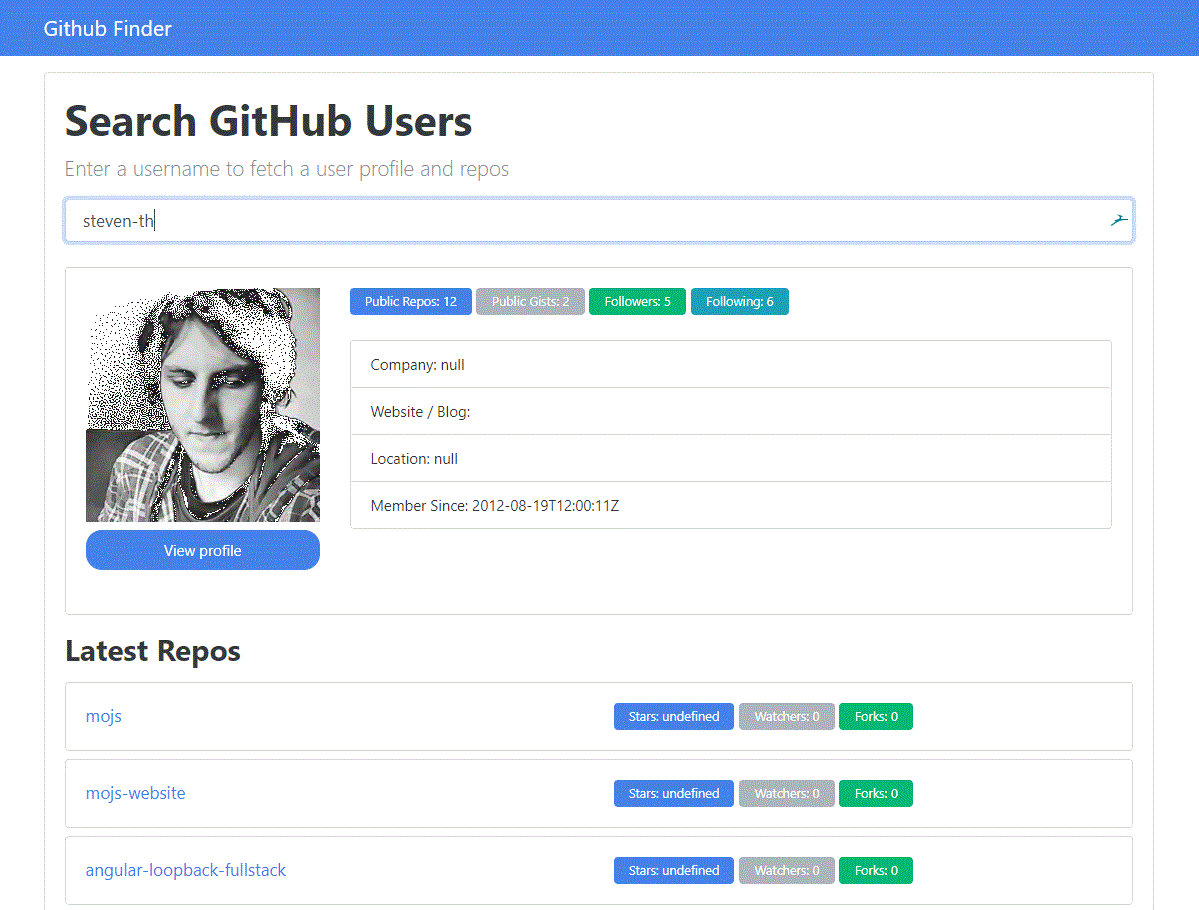 Github Finder
Search GitHub Users
Enter a username to fetch a user profile and repos
steven-th
Public Repos: 12 Public Gists: 2 Followers: 5 Following: 6
Company: null
Website / Blog:
Location: null
Member Since: 2012-08-19T12:00:11Z
View profile
Latest Repos
mojs Stars: undefined Watchers: 0 Forks: 0
mojs-website Stars: undefined Watchers: 0 Forks: 0
angular-loopback-fullstack Stars: undefined Watchers: 0 Forks: 0